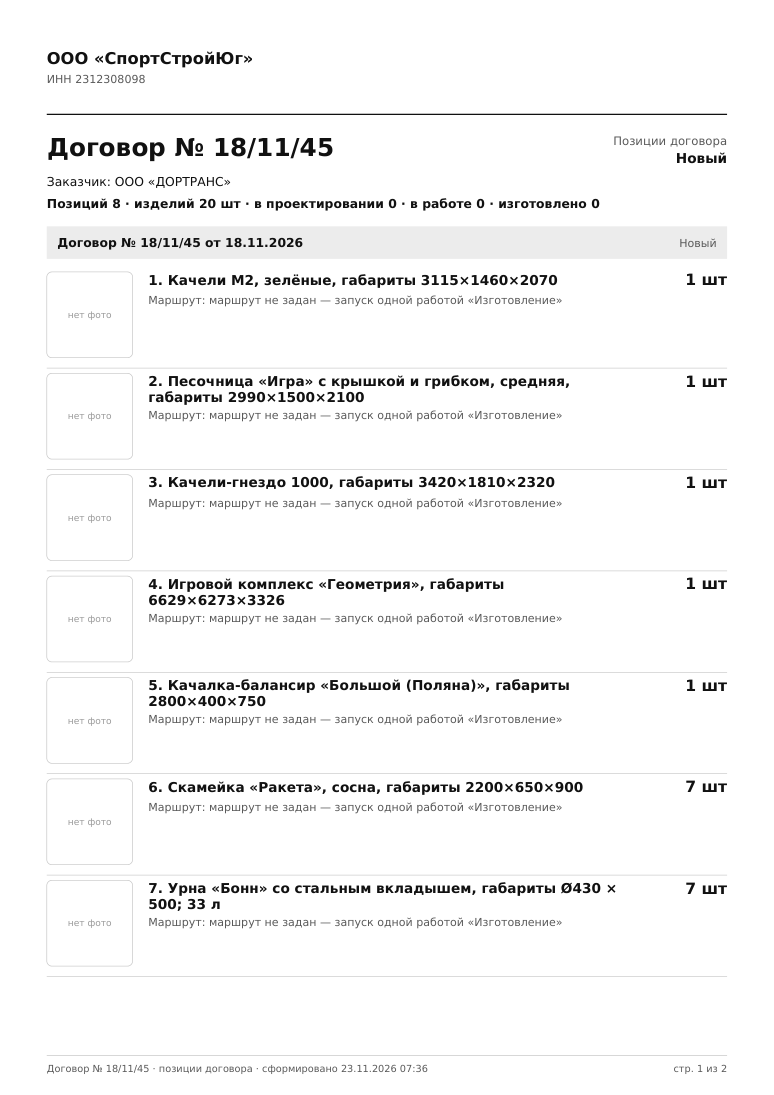 ООО «СпортСтройЮг»
ИНН 2312308098
Договор № 18/11/45
Позиции договора
Новый
Заказчик: ООО «ДОРТРАНС»
Позиций 8 · изделий 20 шт · в проектировании 0 · в работе 0 · изготовлено 0
Договор № 18/11/45 от 18.11.2026
Новый
нет фото
1. Качели М2, зелёные, габариты 3115×1460×2070
1 шт
Маршрут: маршрут не задан — запуск одной работой «Изготовление»
нет фото
2. Песочница «Игра» с крышкой и грибком, средняя,
габариты 2990×1500×2100
1 шт
Маршрут: маршрут не задан — запуск одной работой «Изготовление»
нет фото
3. Качели-гнездо 1000, габариты 3420×1810×2320
1 шт
Маршрут: маршрут не задан — запуск одной работой «Изготовление»
нет фото
4. Игровой комплекс «Геометрия», габариты
6629×6273×3326
1 шт
Маршрут: маршрут не задан — запуск одной работой «Изготовление»
нет фото
5. Качалка-балансир «Большой (Поляна)», габариты
2800×400×750
1 шт
Маршрут: маршрут не задан — запуск одной работой «Изготовление»
нет фото
6. Скамейка «Ракета», сосна, габариты 2200×650×900
7 шт
Маршрут: маршрут не задан — запуск одной работой «Изготовление»
нет фото
7. Урна «Бонн» со стальным вкладышем, габариты Ø430 ×
500; 33 л
7 шт
Маршрут: маршрут не задан — запуск одной работой «Изготовление»
Договор № 18/11/45 · позиции договора · сформировано 23.11.2026 07:36
стр. 1 из 2